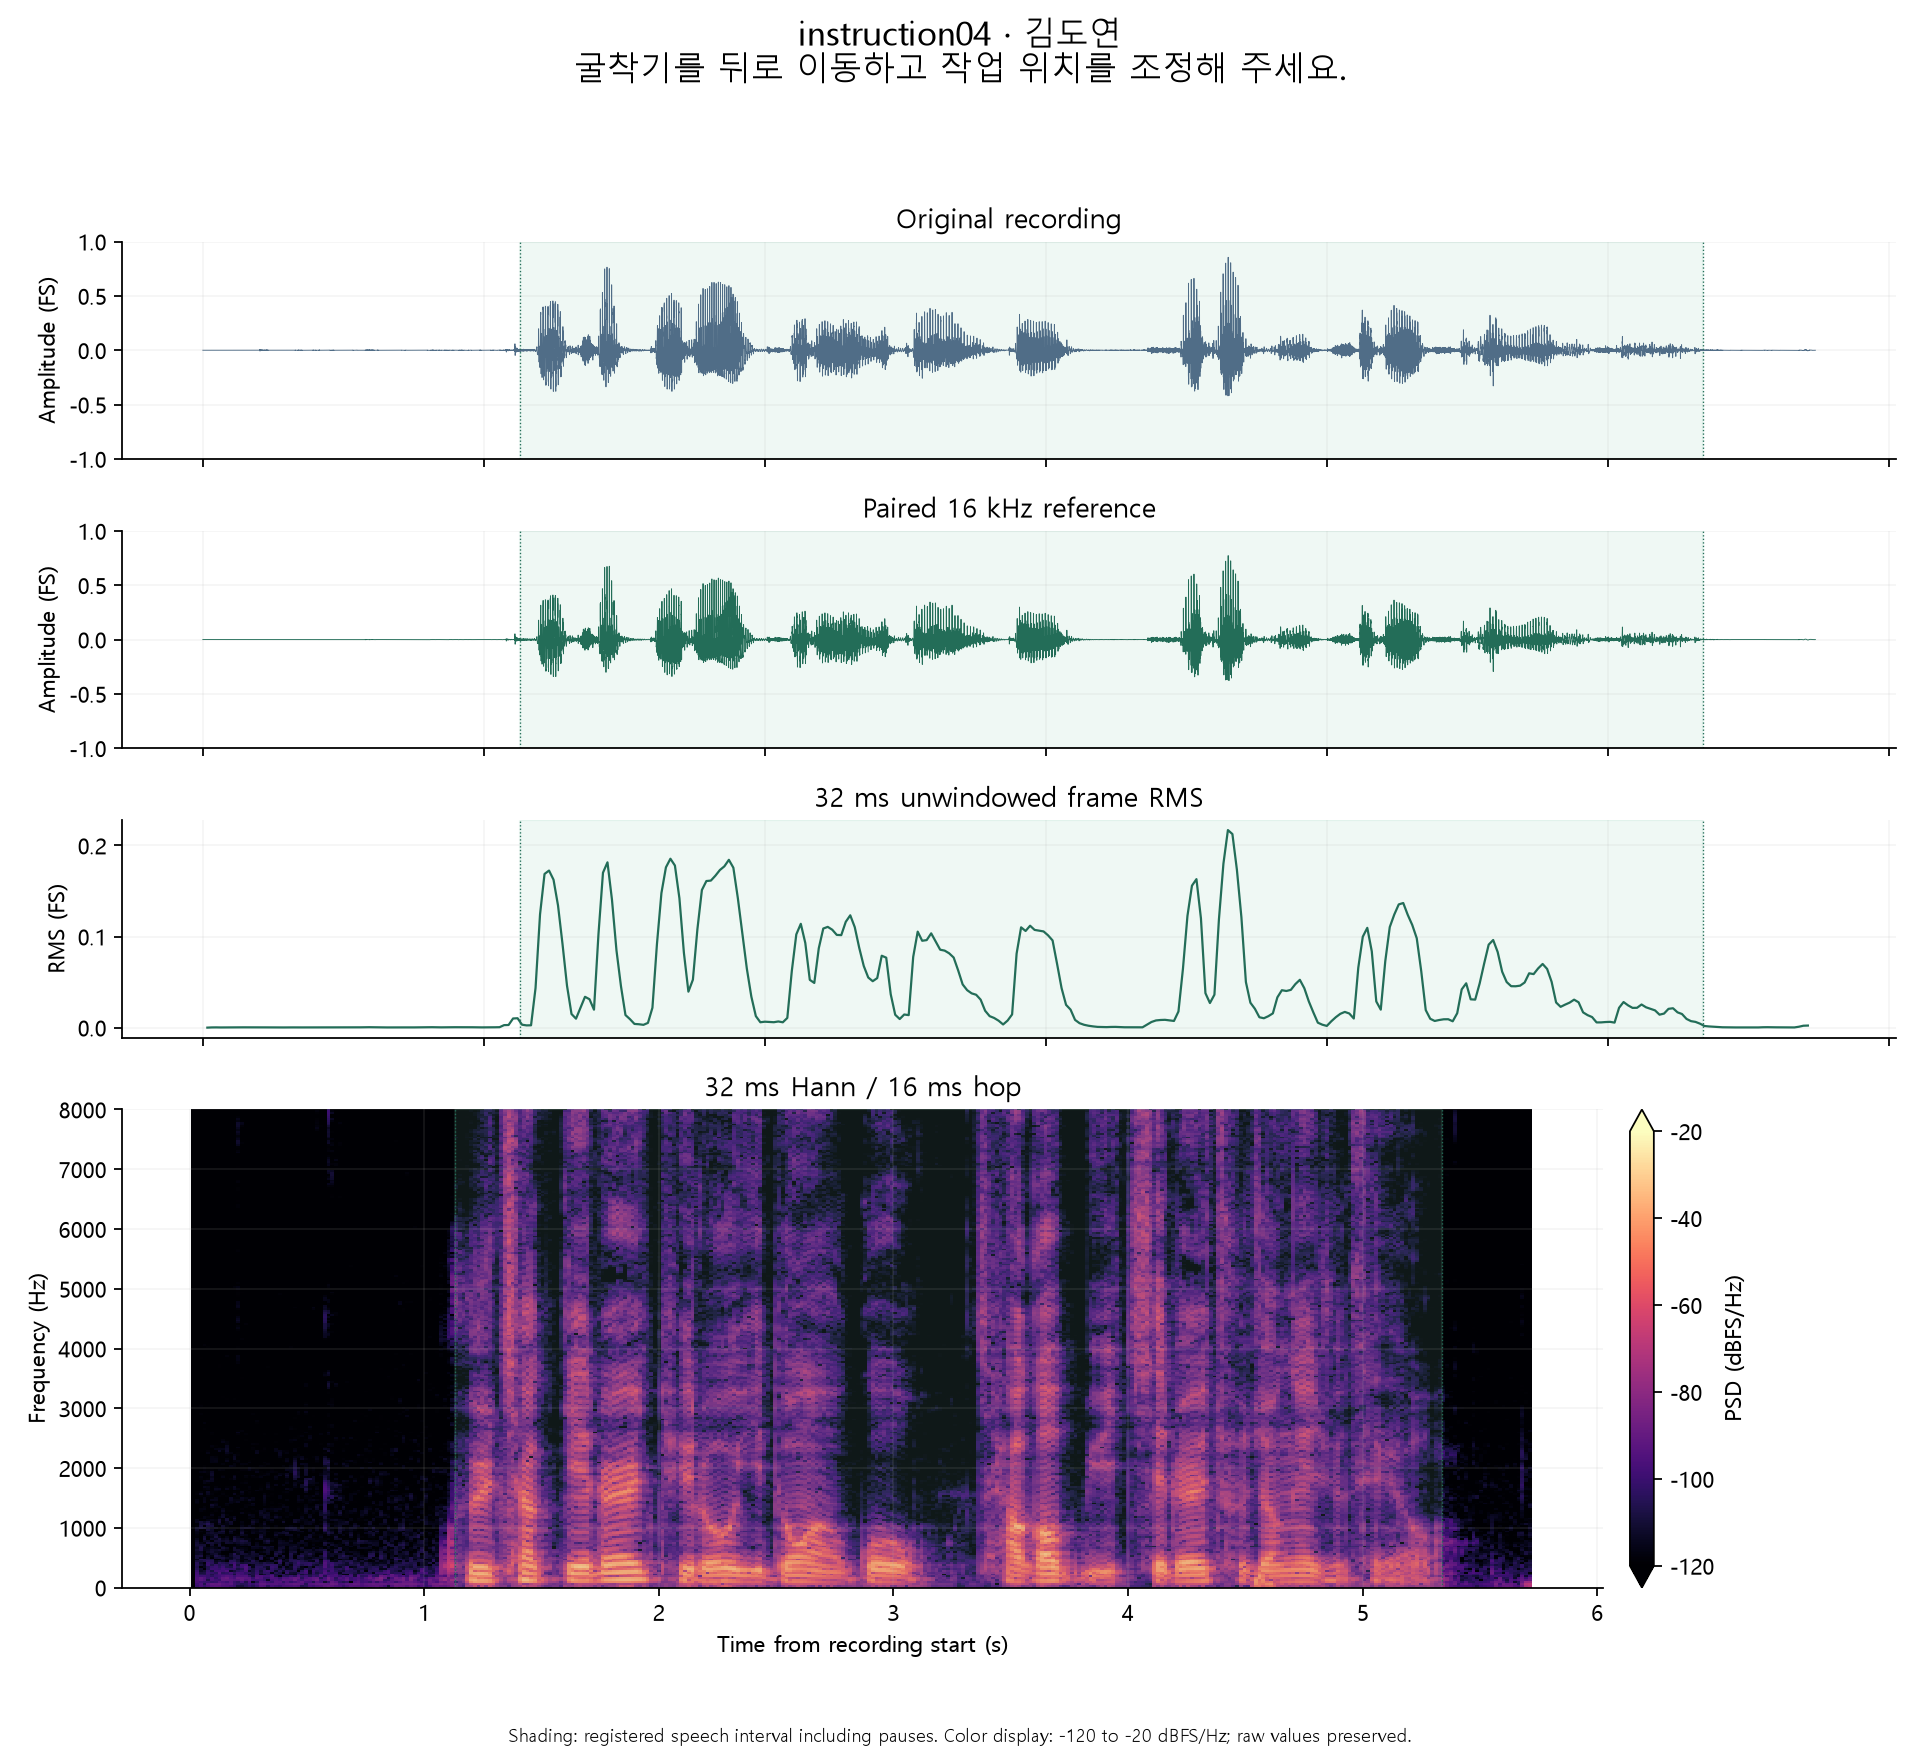 instruction04 · 김도연
굴착기를 뒤로 이동하고 작업 위치를 조정해 주세요.
Original recording
Amplitude (FS)
1.0
0.5
0.0
-0.5
-1.0
Paired 16 kHz reference
Amplitude (FS)
1.0
0.5
0.0
-0.5
-1.0
32 ms unwindowed frame RMS
RMS (FS)
0.2
0.1
0.0
32 ms Hann / 16 ms hop
Frequency (Hz)
8000
7000
6000
5000
4000
3000
2000
1000
0
0 1 2 3 4 5 6
Time from recording start (s)
-20
-40
-60
-80
-100
-120
PSD (dBFS/Hz)
Shading: registered speech interval including pauses. Color display: -120 to -20 dBFS/Hz; raw values preserved.